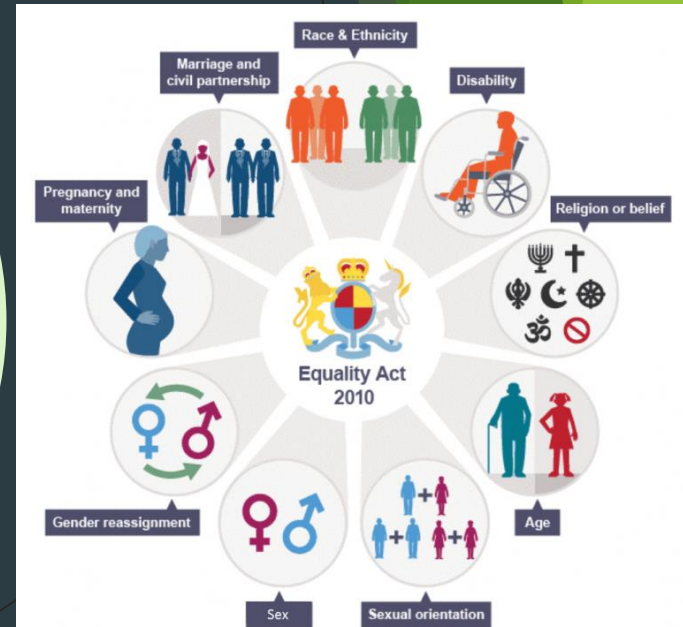 Race & Ethnicity
Marriage and
civil partnership
Disability
Pregnancy and
maternity
Religion or belief
Equality Act
2010
Gender reassignment
Age
Sex
Sexual orientation